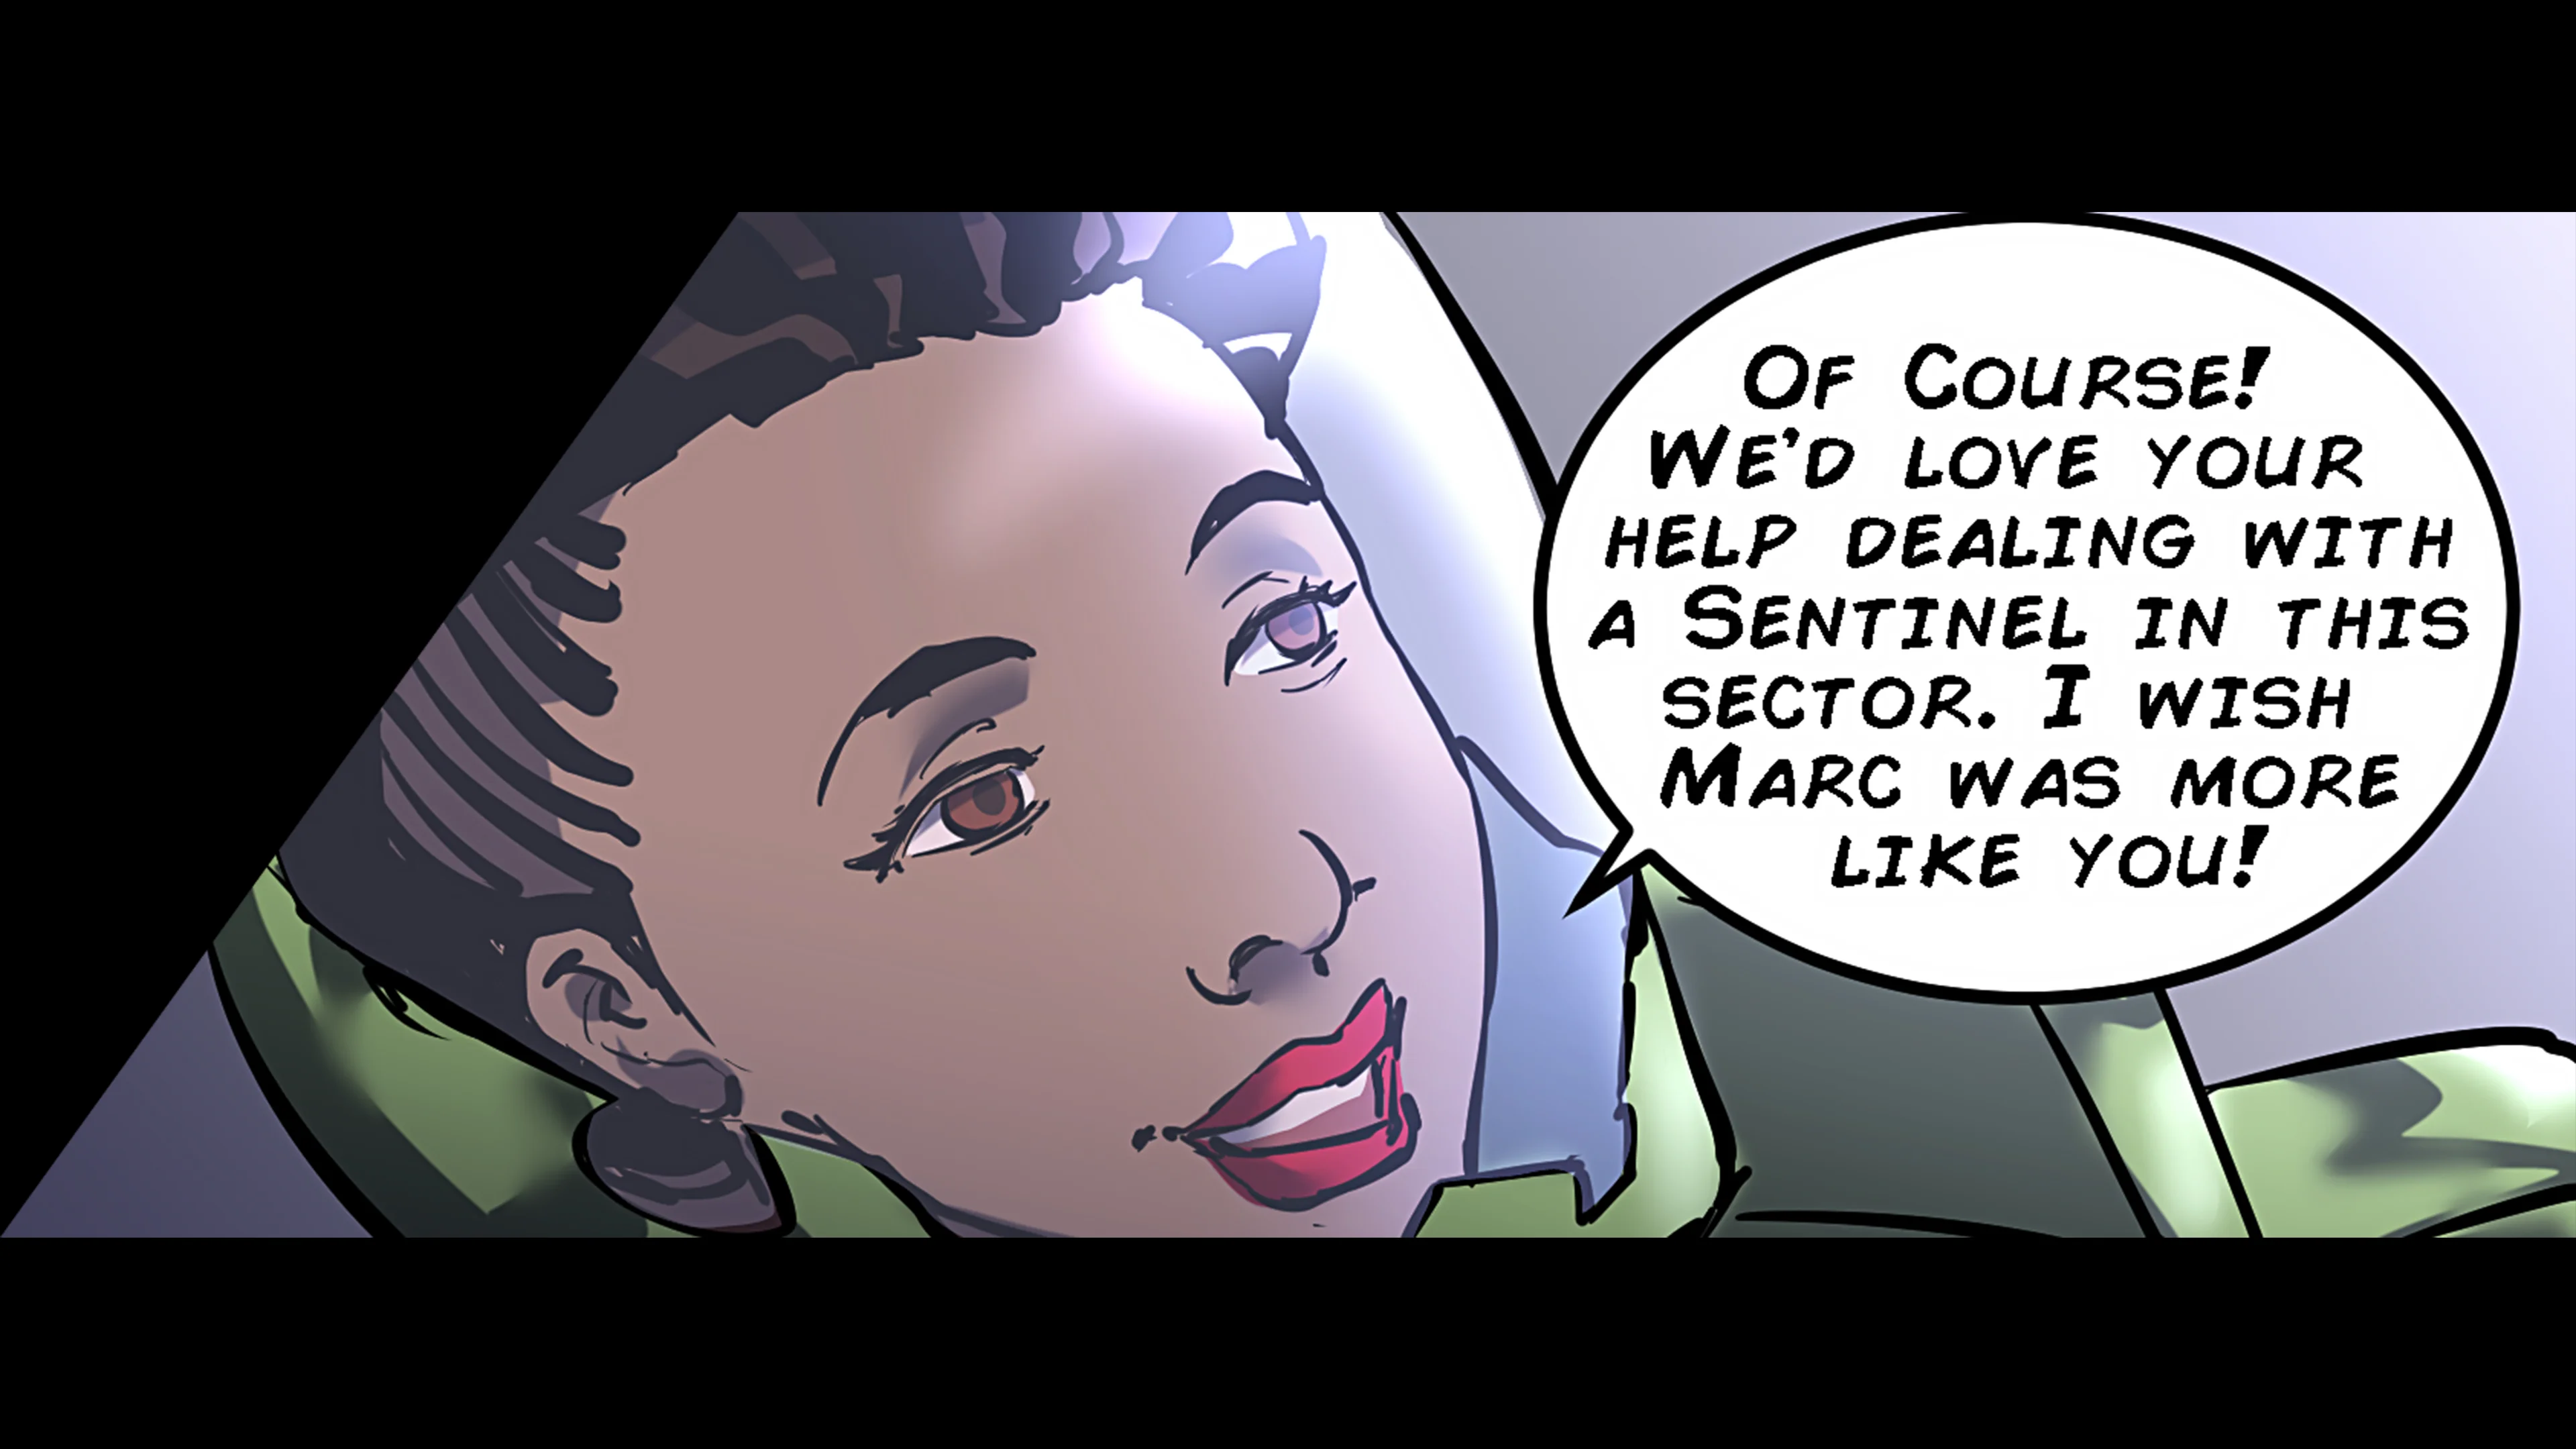 OF COURSE!
WE'D LOVE YOUR
HELP DEALING WITH
A SENTINEL IN THIS
SECTOR. I WISH
MARC WAS MORE
LIKE YOU!